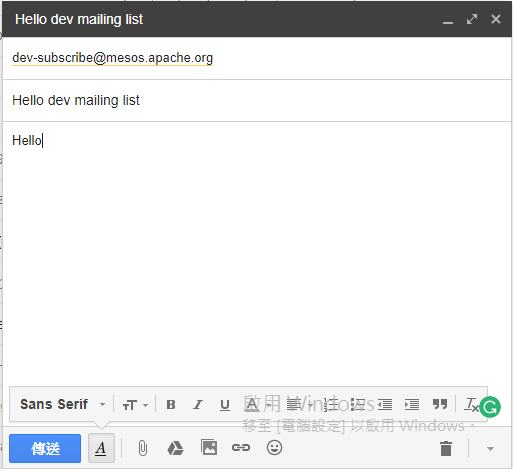 Hello dev mailing list
dev-subscribe@mesos.apache.org
Hello dev mailing list
Hello
Sans Serif
啟用 Windows
移至 [電腦設定] 以啟用 Windows。
傳送